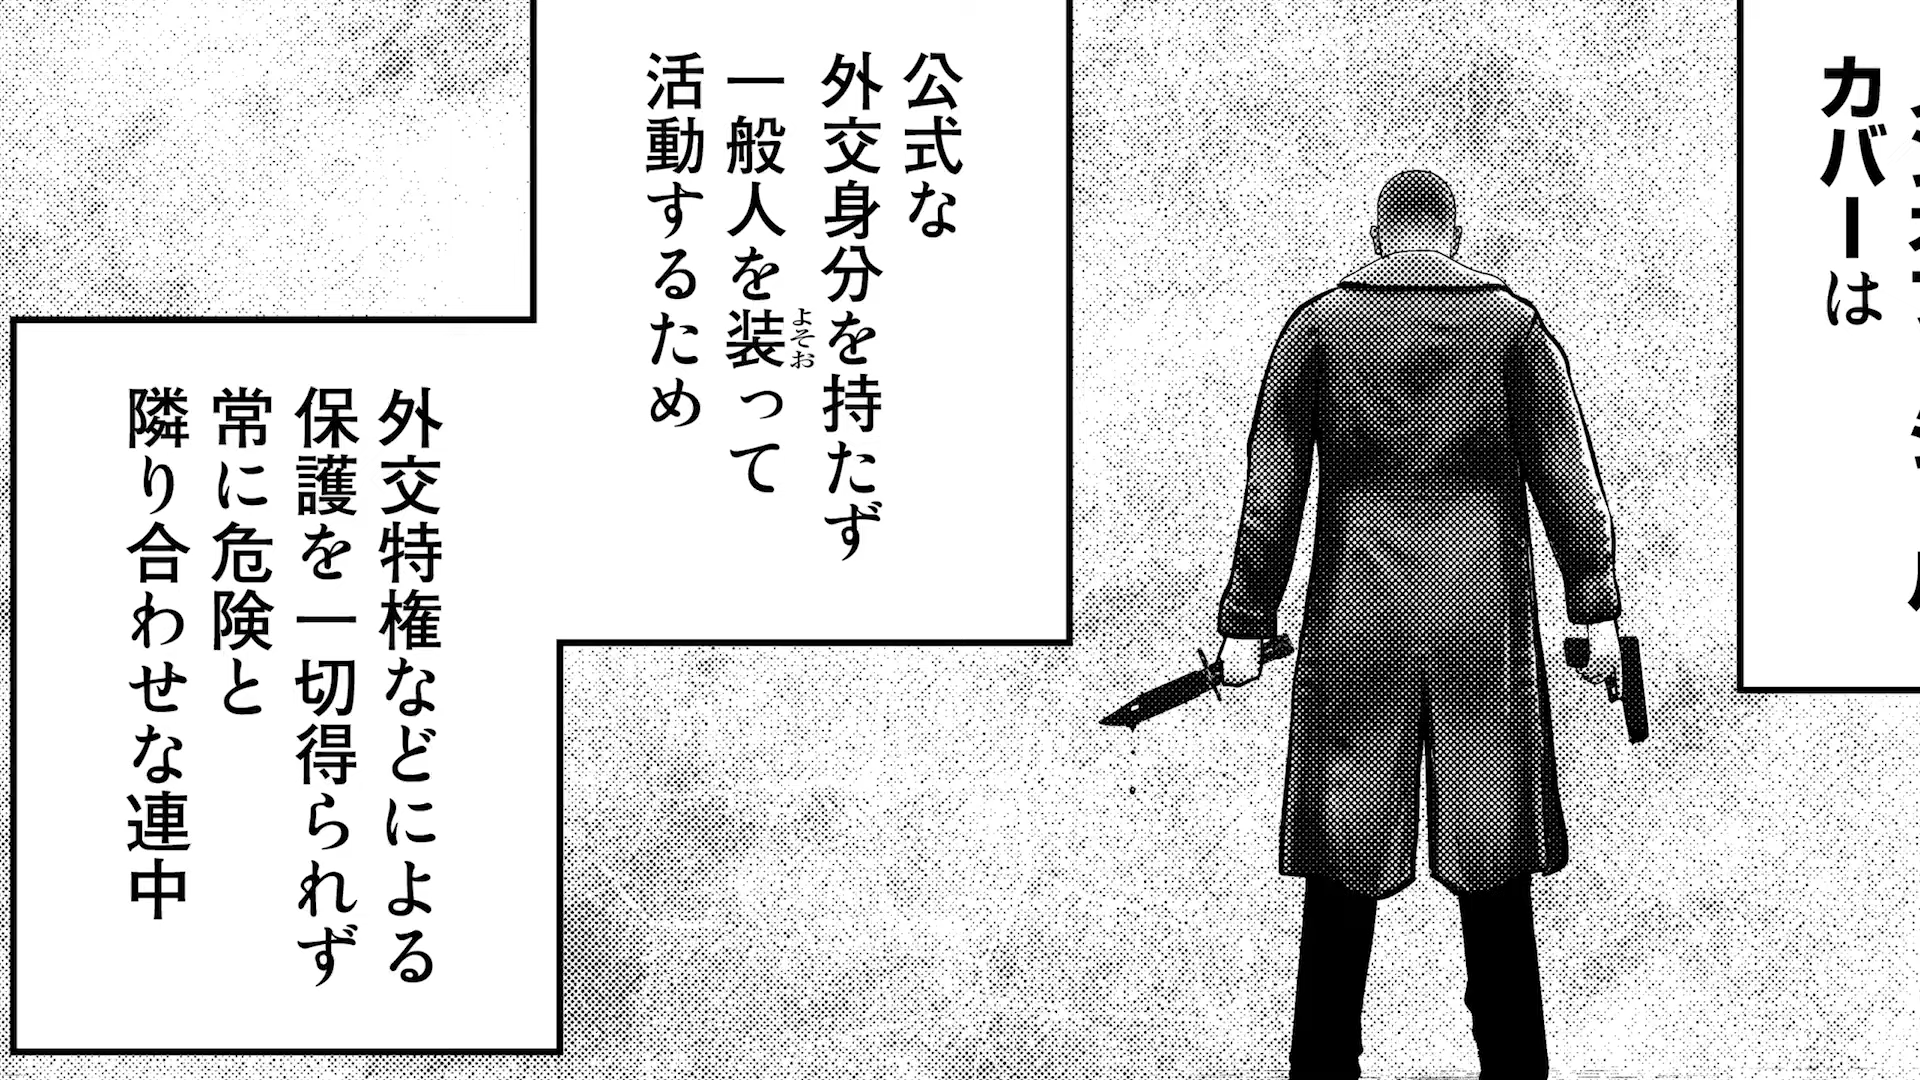 カバーは
公式な
外交身分を持たず
一般人を装って
よそお
活動するため
外交特権などによる
保護を一切得られず
常に危険と
隣り合わせな連中